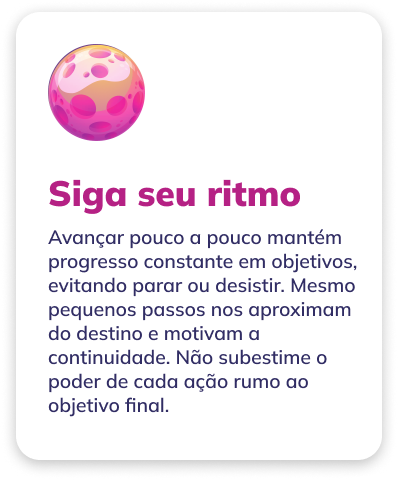 Siga seu ritmo
Avançar pouco a pouco mantém
progresso constante em objetivos,
evitando parar ou desistir. Mesmo
pequenos passos nos aproximam
do destino e motivam a
continuidade. Não subestime o
poder de cada ação rumo ao
objetivo final.